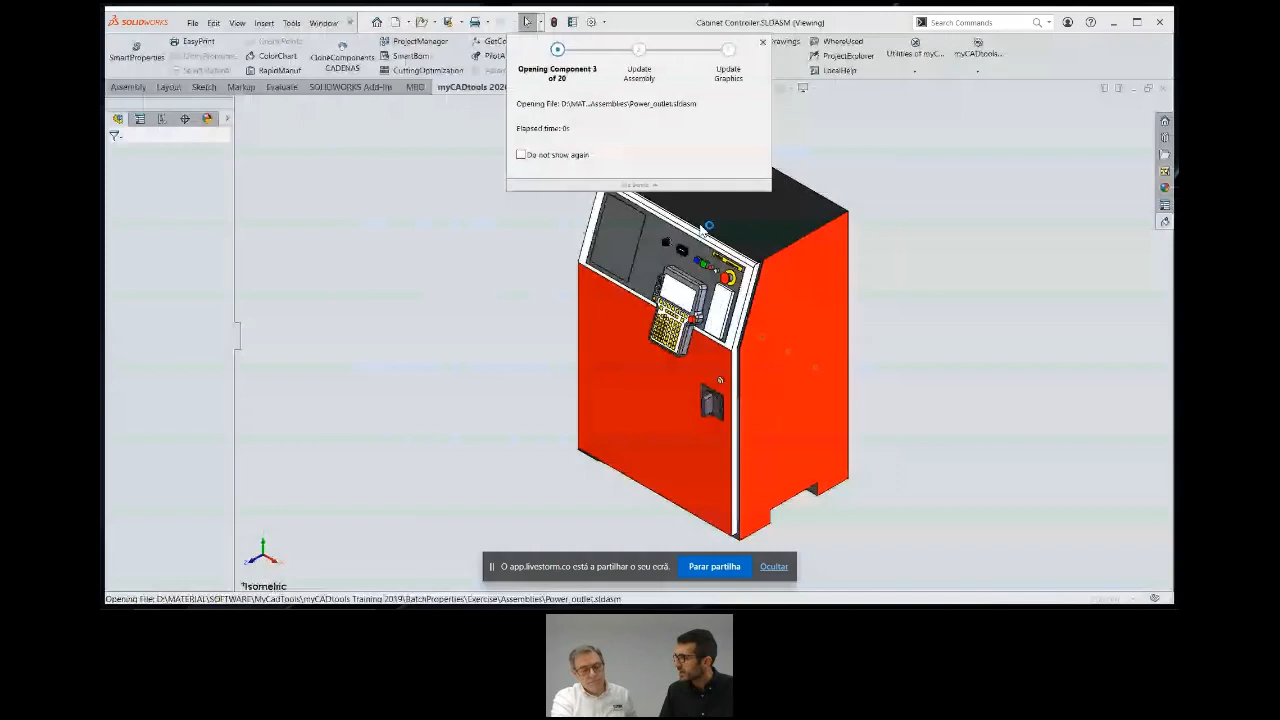 SOLIDWORKS File Edit View Insert Tools Window Cabinet Controller.SLDASM [Viewing] Search Commands
SmartProperties EasyPrint ProjectManager WhereUsed
ColorChart SmartBom ProjectExplorer
RapidManuf CloneComponents CADENAS CuttingOptimization LocalHelp
Assembly Layout Sketch Markup Evaluate SOLIDWORKS Add-Ins MBD
Opening Component 3 of 20
Update Assembly
Update Graphics
Opening File: D:\MAT...Assemblies\Power_outlet.sldasm
Elapsed time: 0s
Do not show again
*Isometric
O app.livestorm.co está a partilhar o seu ecrã. Parar partilha Ocultar
Opening File: D:\MATERIAL\SOFTWARE\MyCadTools\myCADtools Training 2019\BatchProperties\Exercise\Assemblies\Power_outlet.sldasm